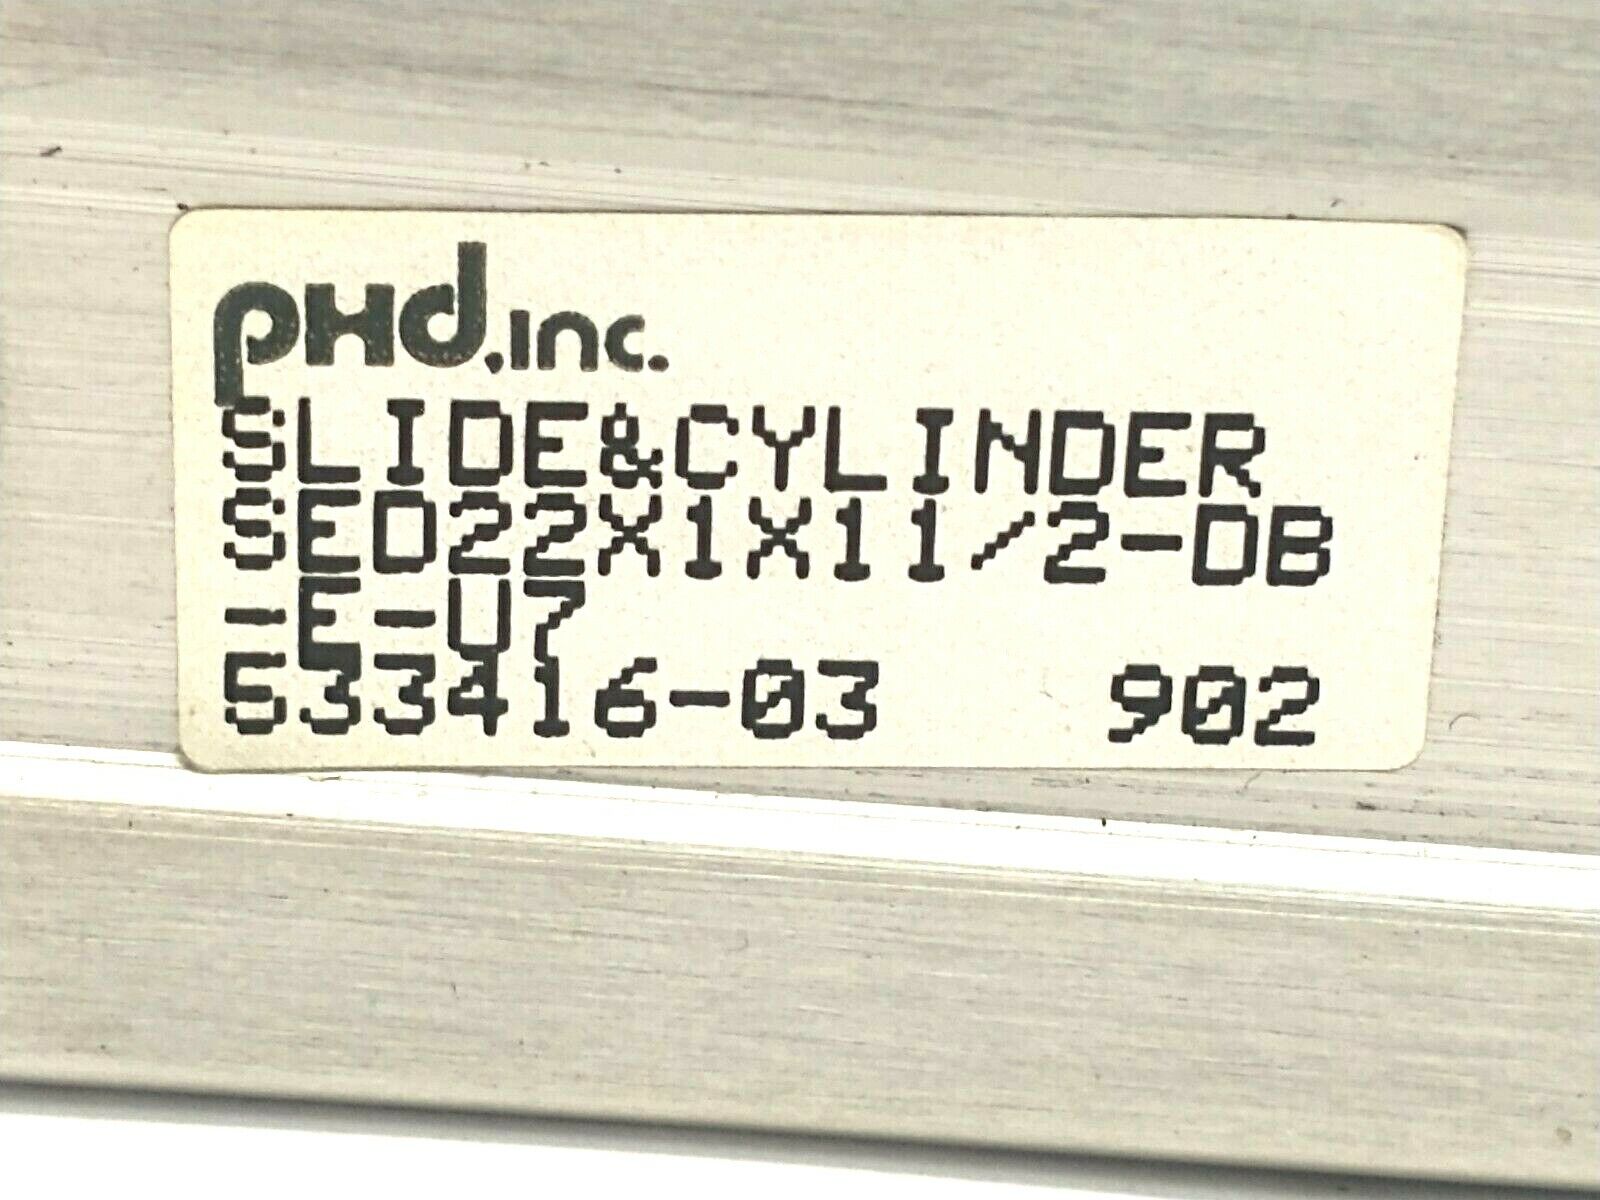 PHd, inc.
SLIDE&CYLINDER
SED22X1X11/2-DB
-E-U7
533416-03 902